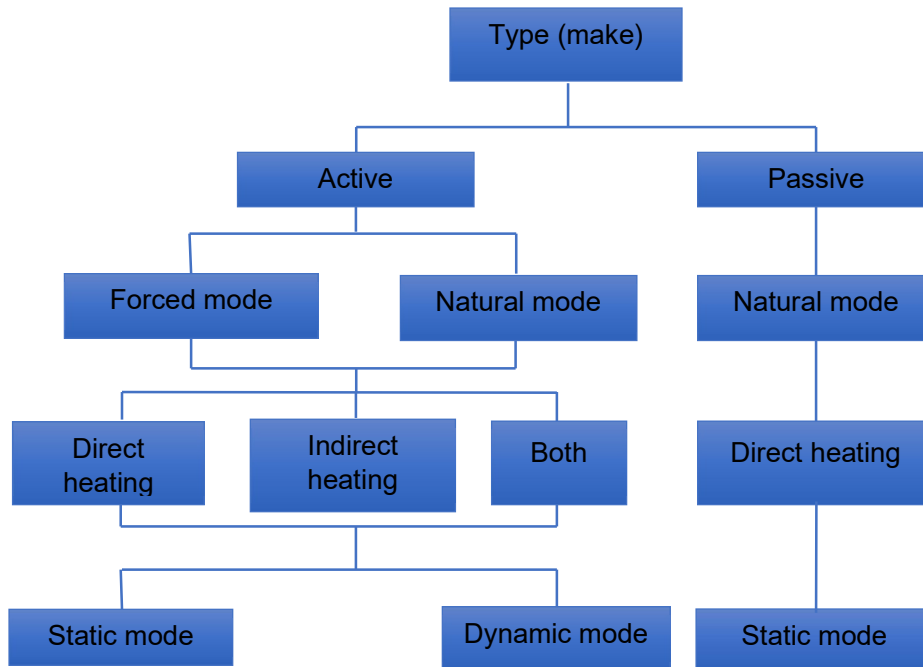 Type (make)
Active
Passive
Forced mode
Natural mode
Natural mode
Direct
heating
Indirect
heating
Both
Direct heating
Static mode
Dynamic mode
Static mode